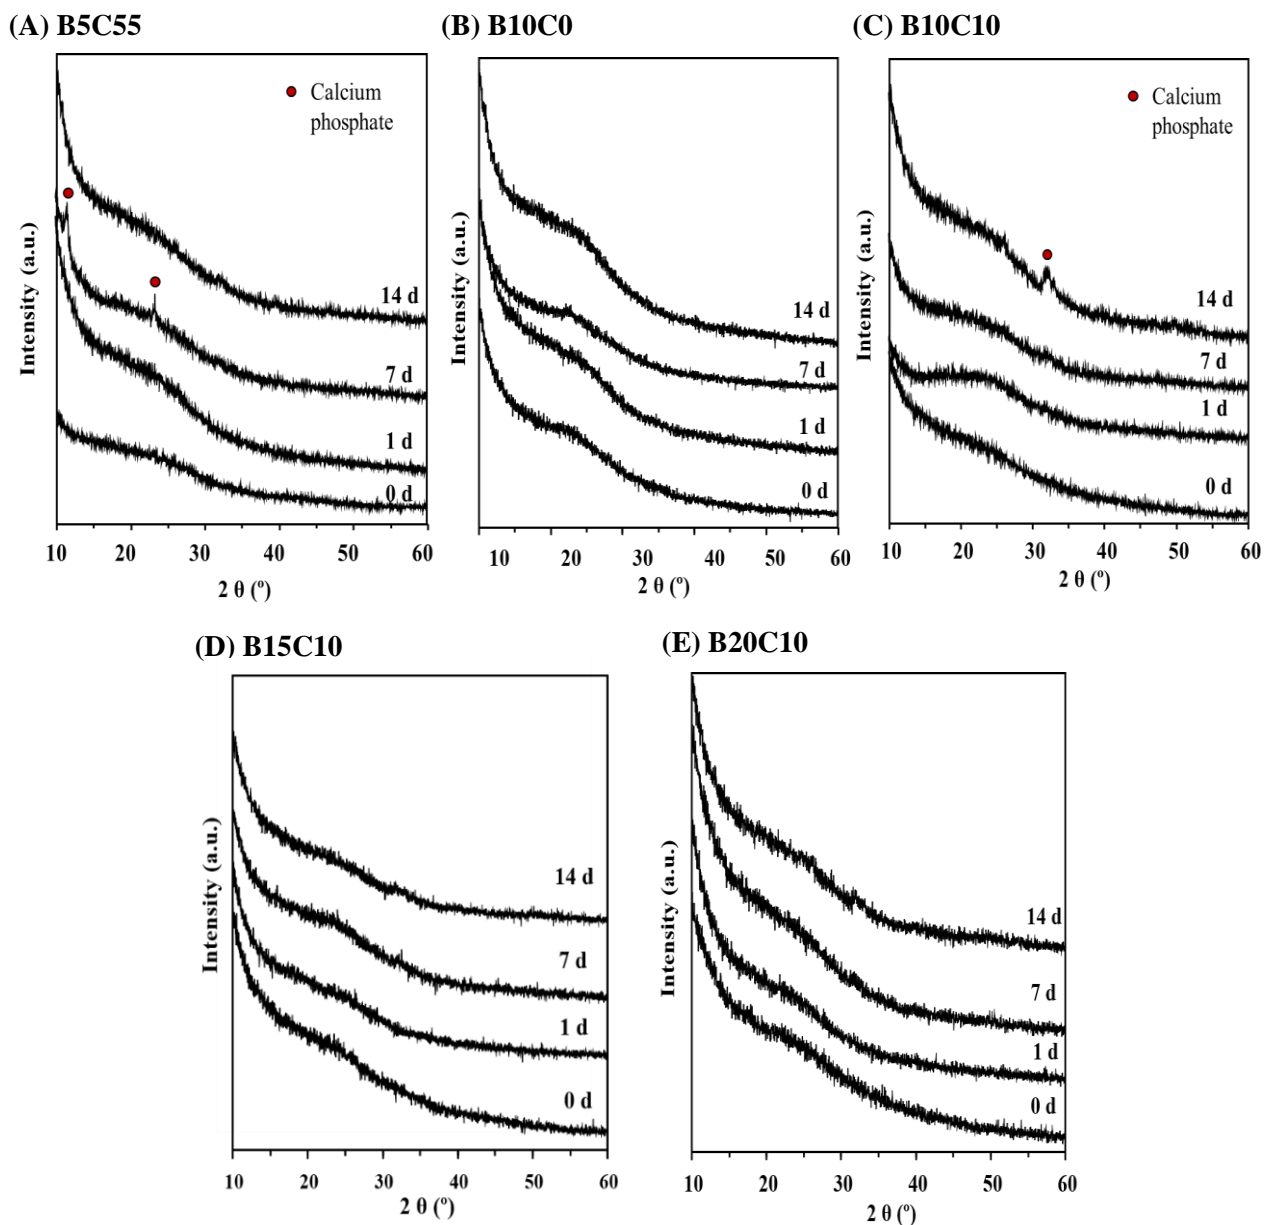 (A) B5C55
Calcium
phosphate
Intensity (a.u.)
14 d
7 d
1 d
0 d
10 20 30 40 50 60
2 θ (º)
(B) B10C0
Intensity (a.u.)
14 d
7 d
1 d
0 d
10 20 30 40 50 60
2 θ (º)
(C) B10C10
Calcium
phosphate
Intensity (a.u.)
14 d
7 d
1 d
0 d
10 20 30 40 50 60
2 θ (º)
(D) B15C10
Intensity (a.u.)
14 d
7 d
1 d
0 d
10 20 30 40 50 60
2 θ (º)
(E) B20C10
Intensity (a.u.)
14 d
7 d
1 d
0 d
10 20 30 40 50 60
2 θ (º)